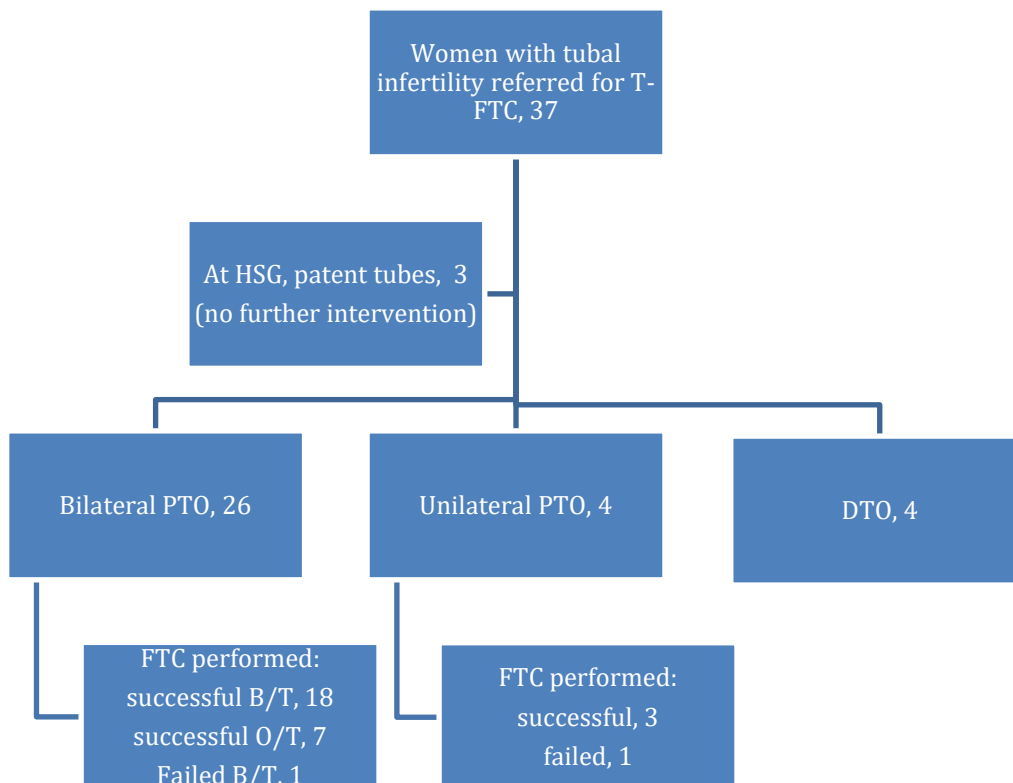 Women with tubal
infertility referred for T-
FTC, 37
At HSG, patent tubes,  3
(no further intervention)
Bilateral PTO, 26
Unilateral PTO, 4
DTO, 4
FTC performed:
successful B/T, 18
successful O/T, 7
Failed B/T, 1
FTC performed:
successful, 3
failed, 1